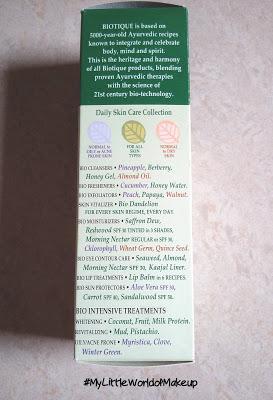 BIOTIQUE is based on
5000-year-old Ayurvedic recipes
known to integrate and celebrate
body, mind and spirit.
This is the heritage and harmony
of all Biotique products, blending
proven Ayurvedic therapies
with the science of
21st century bio-technology.
Daily Skin Care Collection
NORMAL to OILY or ACNE PRONE SKIN
FOR ALL SKIN TYPES
NORMAL to DRY SKIN
BIO CLEANSERS • Pineapple, Berberry,
Honey Gel, Almond Oil.
BIO FRESHENERS • Cucumber, Honey Water.
BIO EXFOLIATORS • Peach, Papaya, Walnut.
SKIN VITALIZER • Bio Dandelion
FOR EVERY SKIN REGIME, EVERY DAY.
BIO MOISTURIZERS • Saffron Dew,
Redwood SPF 30 TINTED in 3 SHADES,
Morning Nectar REGULAR to SPF 30,
Chlorophyll, Wheat Germ, Quince Seed.
BIO EYE CONTOUR CARE • Seaweed, Almond,
Morning Nectar SPF 30, Kaajal Liner.
BIO LIP TREATMENTS • Lip Balm in 6 RECIPES.
BIO SUN PROTECTORS • Aloe Vera SPF 30,
Carrot SPF 40, Sandalwood SPF 50.
BIO INTENSIVE TREATMENTS
WHITENING • Coconut, Fruit, Milk Protein.
REVITALIZING • Mud, Pistachio.
ACNE PRONE • Myristica, Clove,
Winter Green.
#MyLittleWorldofMakeup